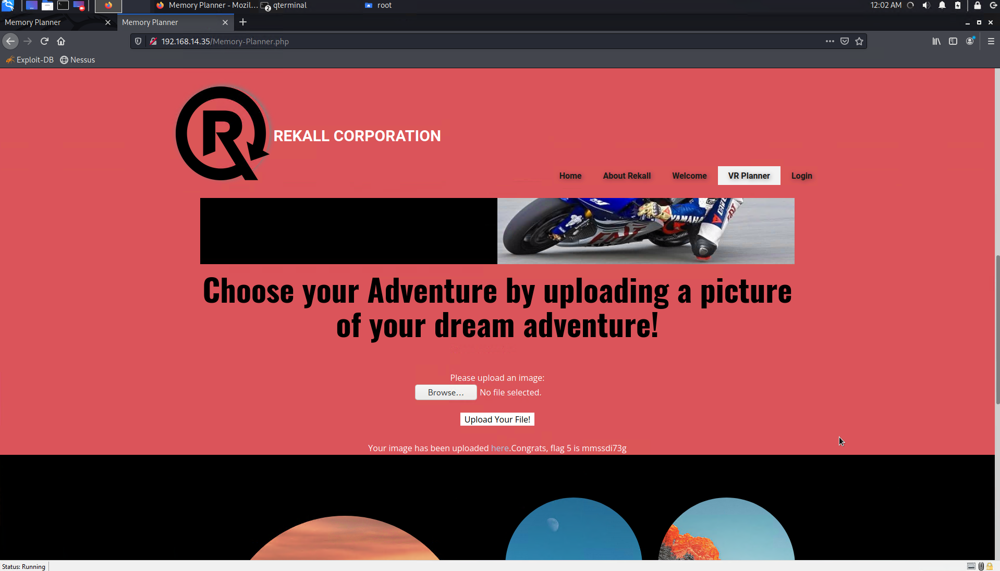 Memory Planner - Mozil...
2
qterminal
root
12:02 AM
Memory Planner
Memory Planner
192.168.14.35/Memory-Planner.php
Exploit-DB
Nessus
R
REKALL CORPORATION
Home
About Rekall
Welcome
VR Planner
Login
YAMAHA
FIAT
Choose your Adventure by uploading a picture
of your dream adventure!
Please upload an image:
Browse...
No file selected.
Upload Your File!
Your image has been uploaded here.Congrats, flag 5 is mmssdi73g
Status: Running